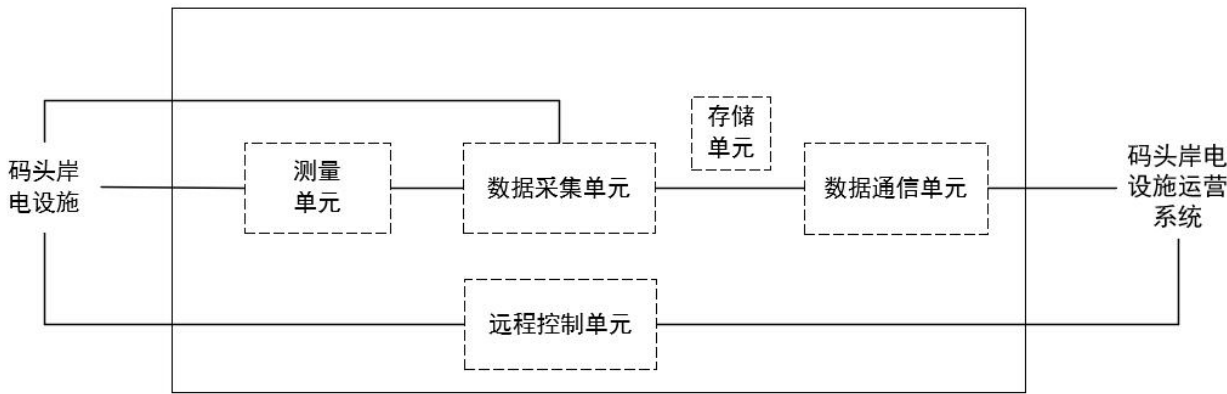 码头岸
电设施
测量
单元
数据采集单元
存储
单元
数据通信单元
码头岸电
设施运营
系统
远程控制单元